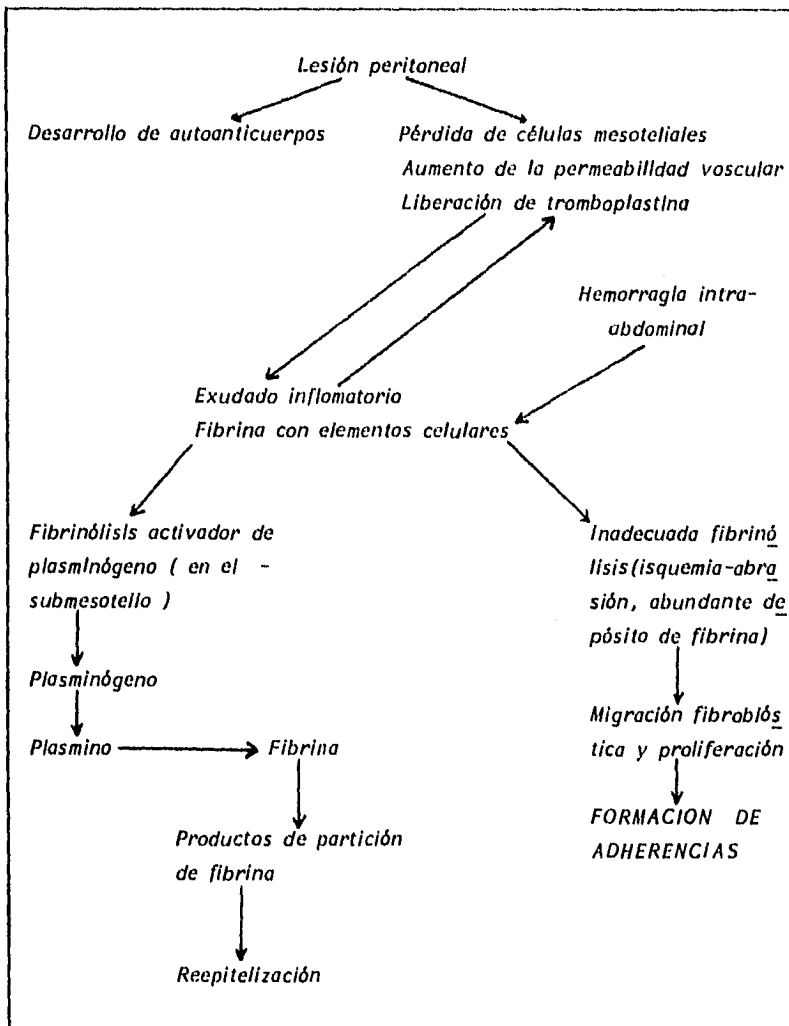 Lesión peritoneal
Desarrollo de autoanticuerpos
Pérdida de células mesoteliales
Aumento de la permeabilidad voscular
Liberación de tromboplastina
Hemorragia intra-
abdominal
Exudado inflomatorio
Fibrina con elementos celulares
Fibrinólisis activador de
plasminógeno ( en el -
submesotelio )
Plasminógeno
Plasmino
Fibrina
Productos de partición
de fibrina
Reepitelización
Inadecuada fibrinó
lisis(isquemia-abra
sión, abundante de
pósito de fibrina)
Migración fibroblós
tica y proliferación
FORMACION DE
ADHERENCIAS